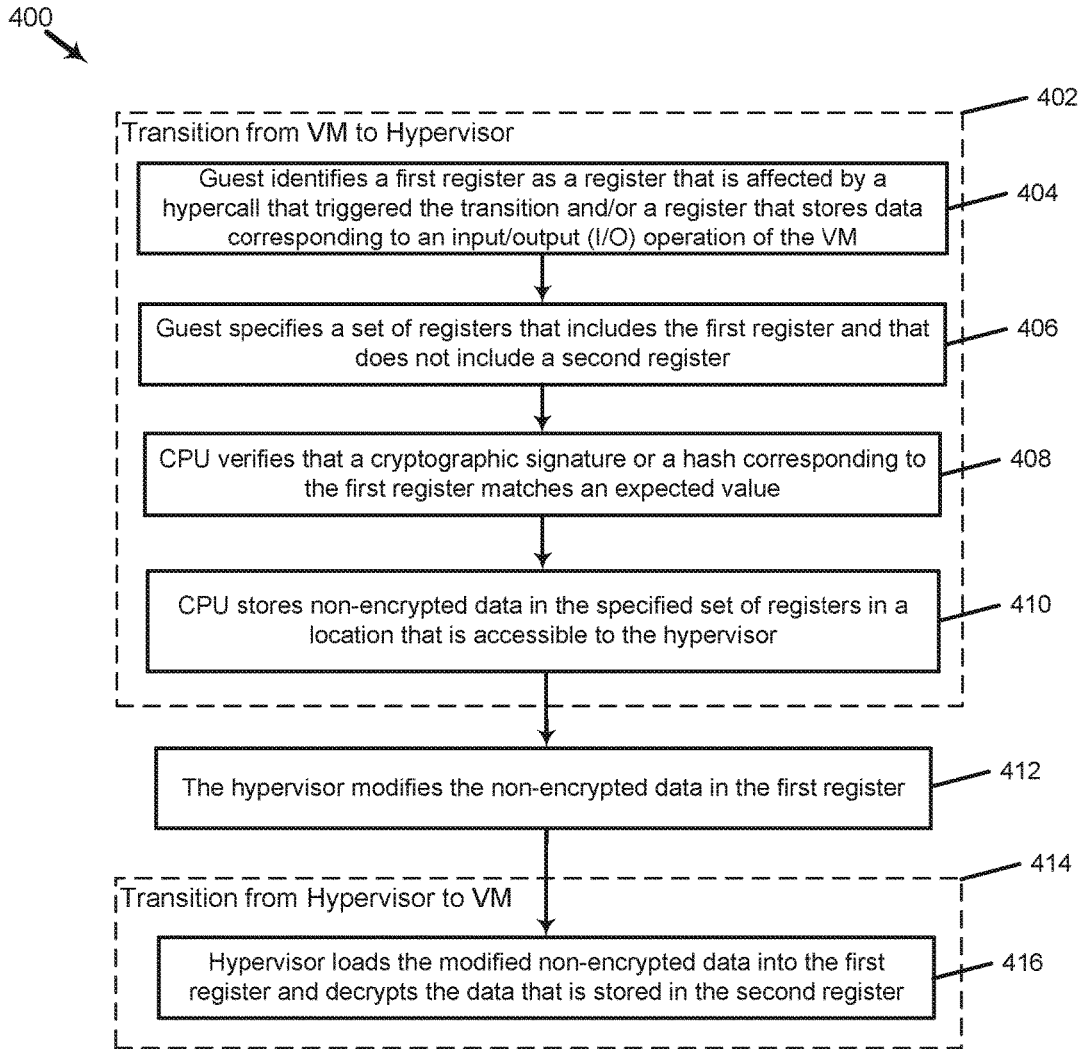 400
402
Transition from VM to Hypervisor
Guest identifies a first register as a register that is affected by a
hypercall that triggered the transition and/or a register that stores data
corresponding to an input/output (I/O) operation of the VM
404
Guest specifies a set of registers that includes the first register and that
does not include a second register
406
CPU verifies that a cryptographic signature or a hash corresponding to
the first register matches an expected value
408
CPU stores non-encrypted data in the specified set of registers in a
location that is accessible to the hypervisor
410
The hypervisor modifies the non-encrypted data in the first register
412
414
Transition from Hypervisor to VM
Hypervisor loads the modified non-encrypted data into the first
register and decrypts the data that is stored in the second register
416